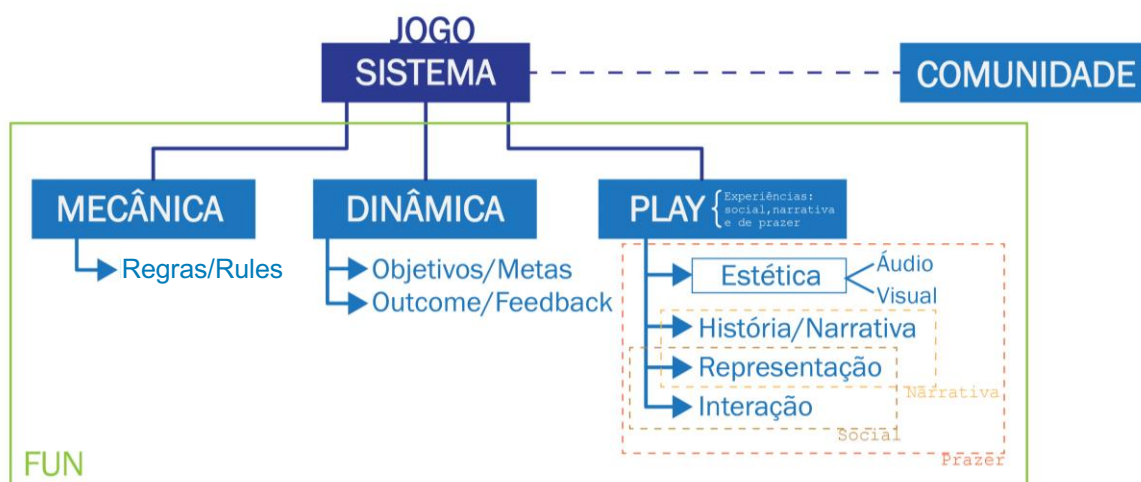 JOGO
SISTEMA
COMUNIDADE
MECÂNICA
Regras/Rules
DINÂMICA
Objetivos/Metas
Outcome/Feedback
PLAY
Experiências:
social,narrativa
e de prazer
Estética
Áudio
Visual
História/Narrativa
Representação
Narrativa
Interação
Social
Prazer
FUN